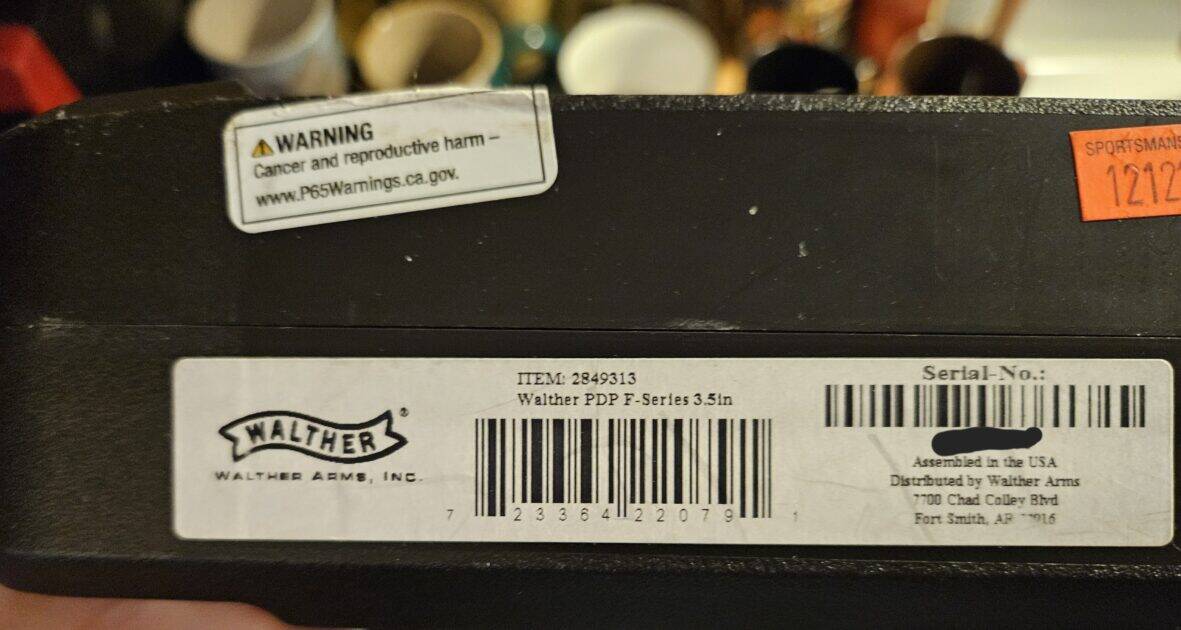 WARNING
Cancer and reproductive harm –
www.P65Warnings.ca.gov.
SPORTSMANS
1212
ITEM: 2849313
Walther PDP F-Series 3.5in
WALTHER®
WALTHER ARMS, INC.
7 23364 22079 1
Serial-No.:
Assembled in the USA
Distributed by Walther Arms
7700 Chad Colley Blvd
Fort Smith, AR